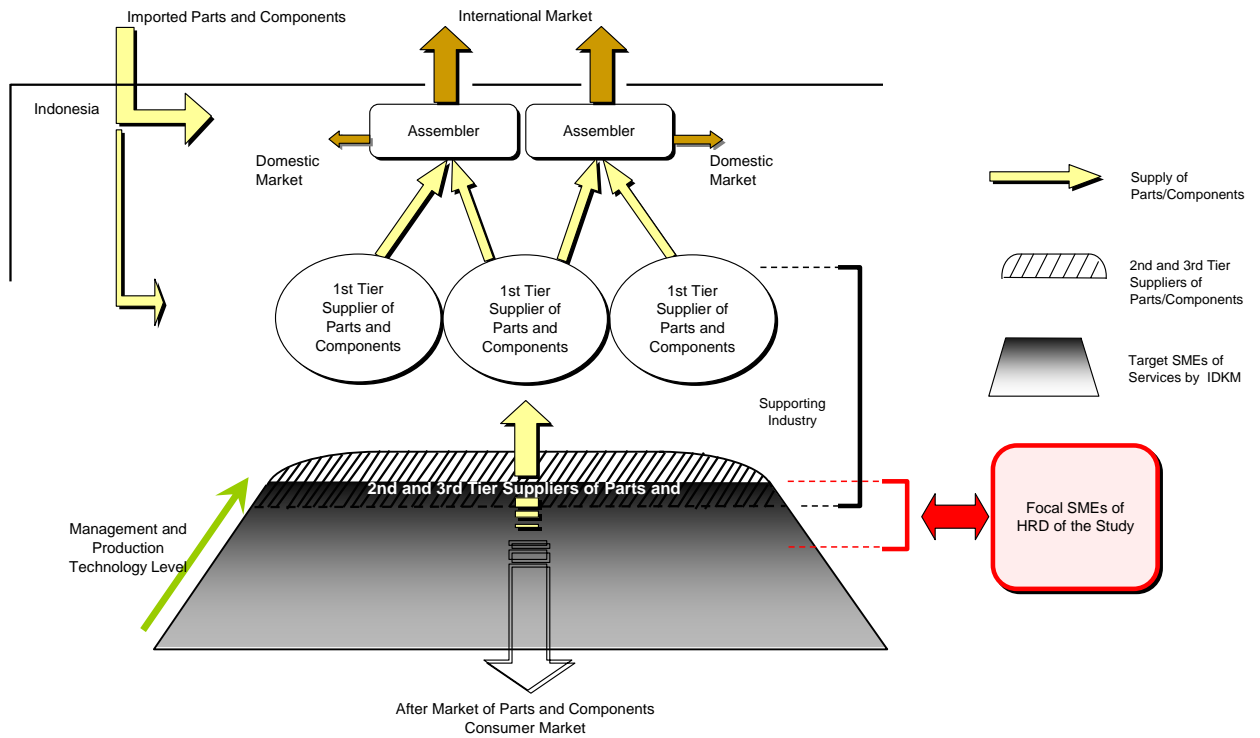 Imported Parts and Components
International Market
Indonesia
Assembler
Assembler
Domestic
Market
Domestic
Market
Supply of
Parts/Components
1st Tier
Supplier of
Parts and
Components
1st Tier
Supplier of
Parts and
Components
1st Tier
Supplier of
Parts and
Components
2nd and 3rd Tier
Suppliers of
Parts/Components
Target SMEs of
Services by IDKM
Supporting
Industry
2nd and 3rd Tier Suppliers of Parts and
Management and
Production
Technology Level
Focal SMEs of
HRD of the Study
After Market of Parts and Components
Consumer Market